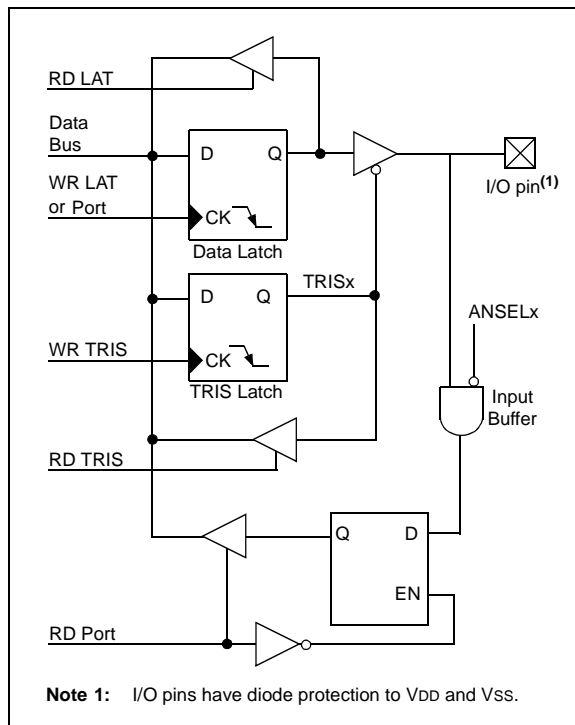 RD LAT
Data
Bus
D Q
I/O pin(1)
WR LAT
or Port
CK
Data Latch
D Q
TRISx
ANSELx
WR TRIS
CK
TRIS Latch
Input
Buffer
RD TRIS
Q D
EN
RD Port
Note 1: I/O pins have diode protection to VDD and VSS.